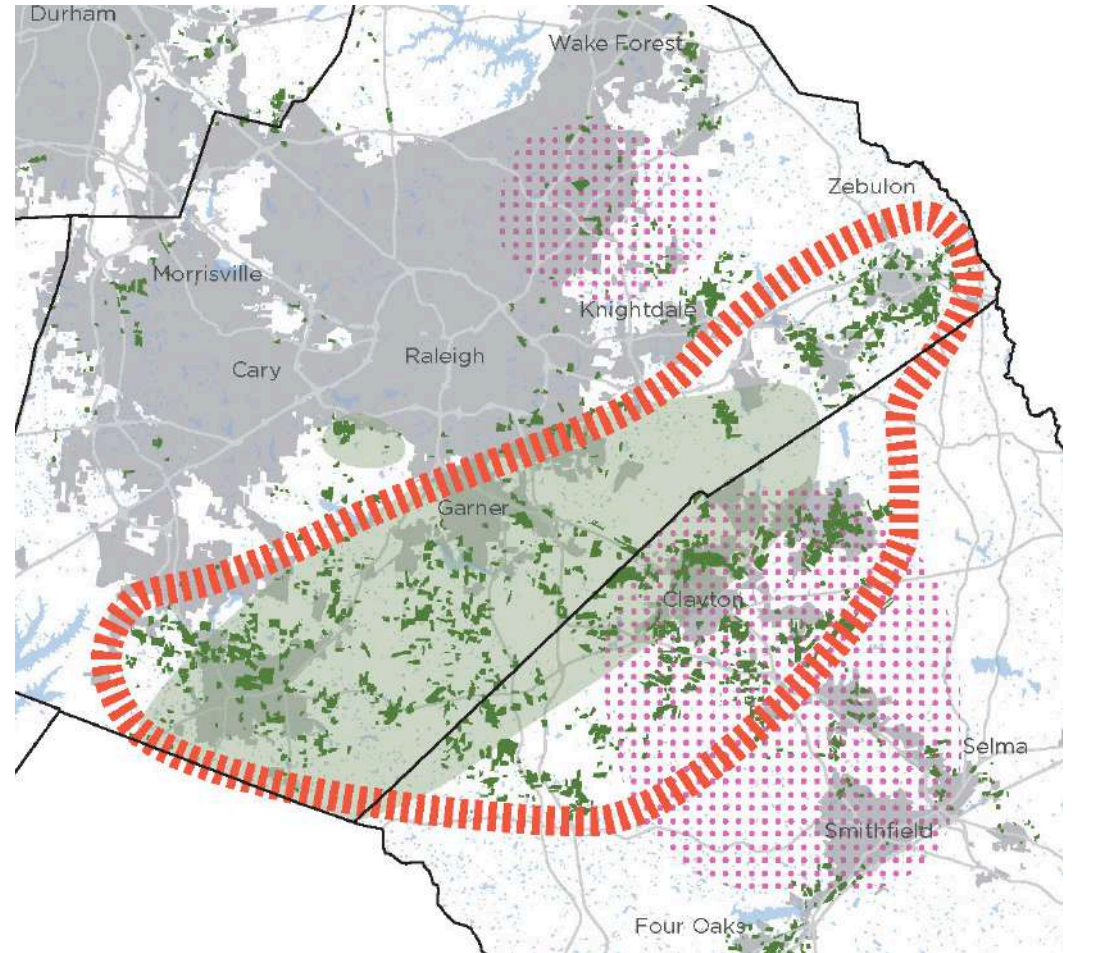 Durham
Wake Forest
Zebulon
Morrisville
Knightdale
Raleigh
Cary
Garner
Clayton
Selma
Smithfield
Four Oaks